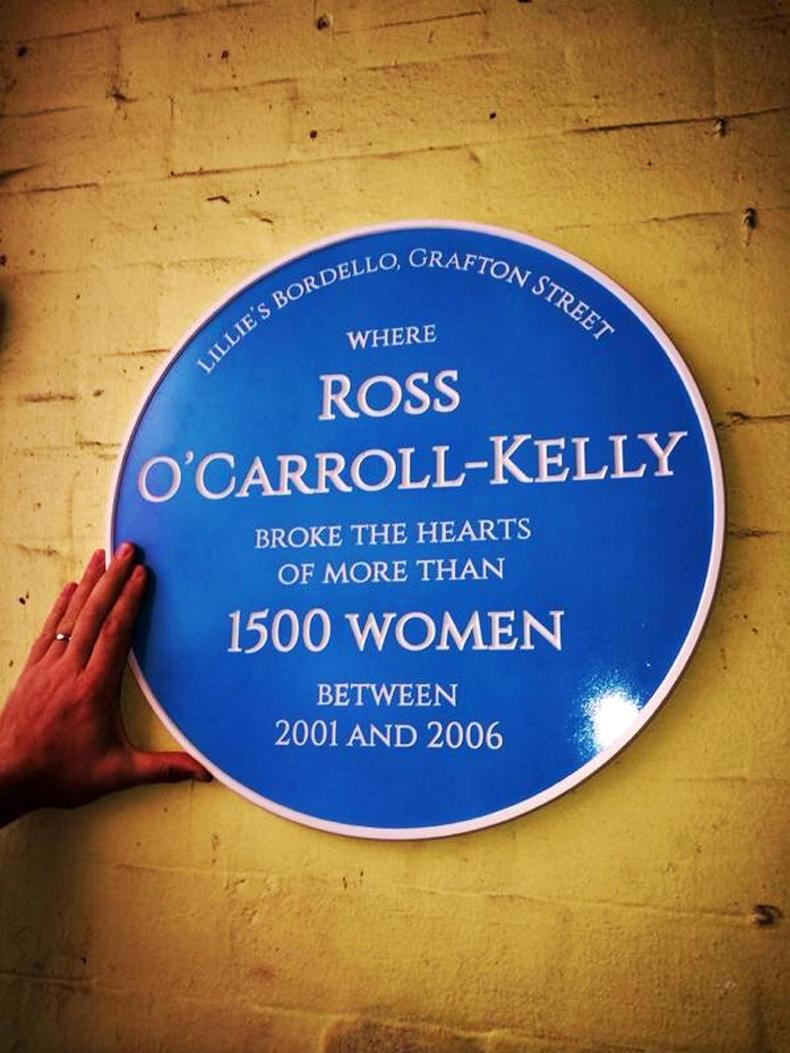 LILLIE'S BORDELLO, GRAFTON STREET
WHERE
ROSS
O'CARROLL-KELLY
BROKE THE HEARTS
OF MORE THAN
1500 WOMEN
BETWEEN
2001 AND 2006